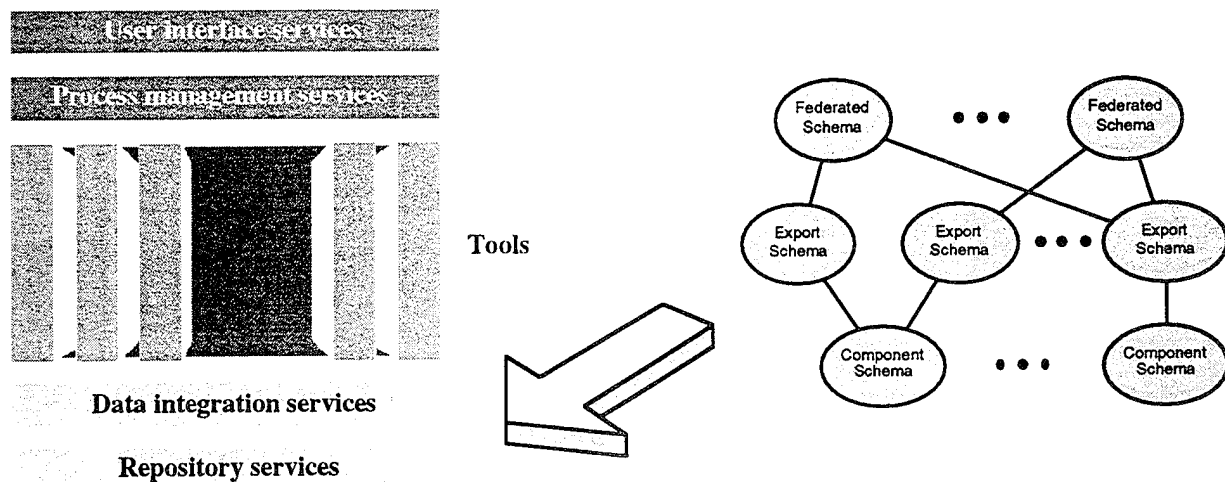 User interface services
Process management services
Tools
Data integration services
Repository services
Federated
Schema
Federated
Schema
Export
Schema
Export
Schema
Export
Schema
Component
Schema
Component
Schema